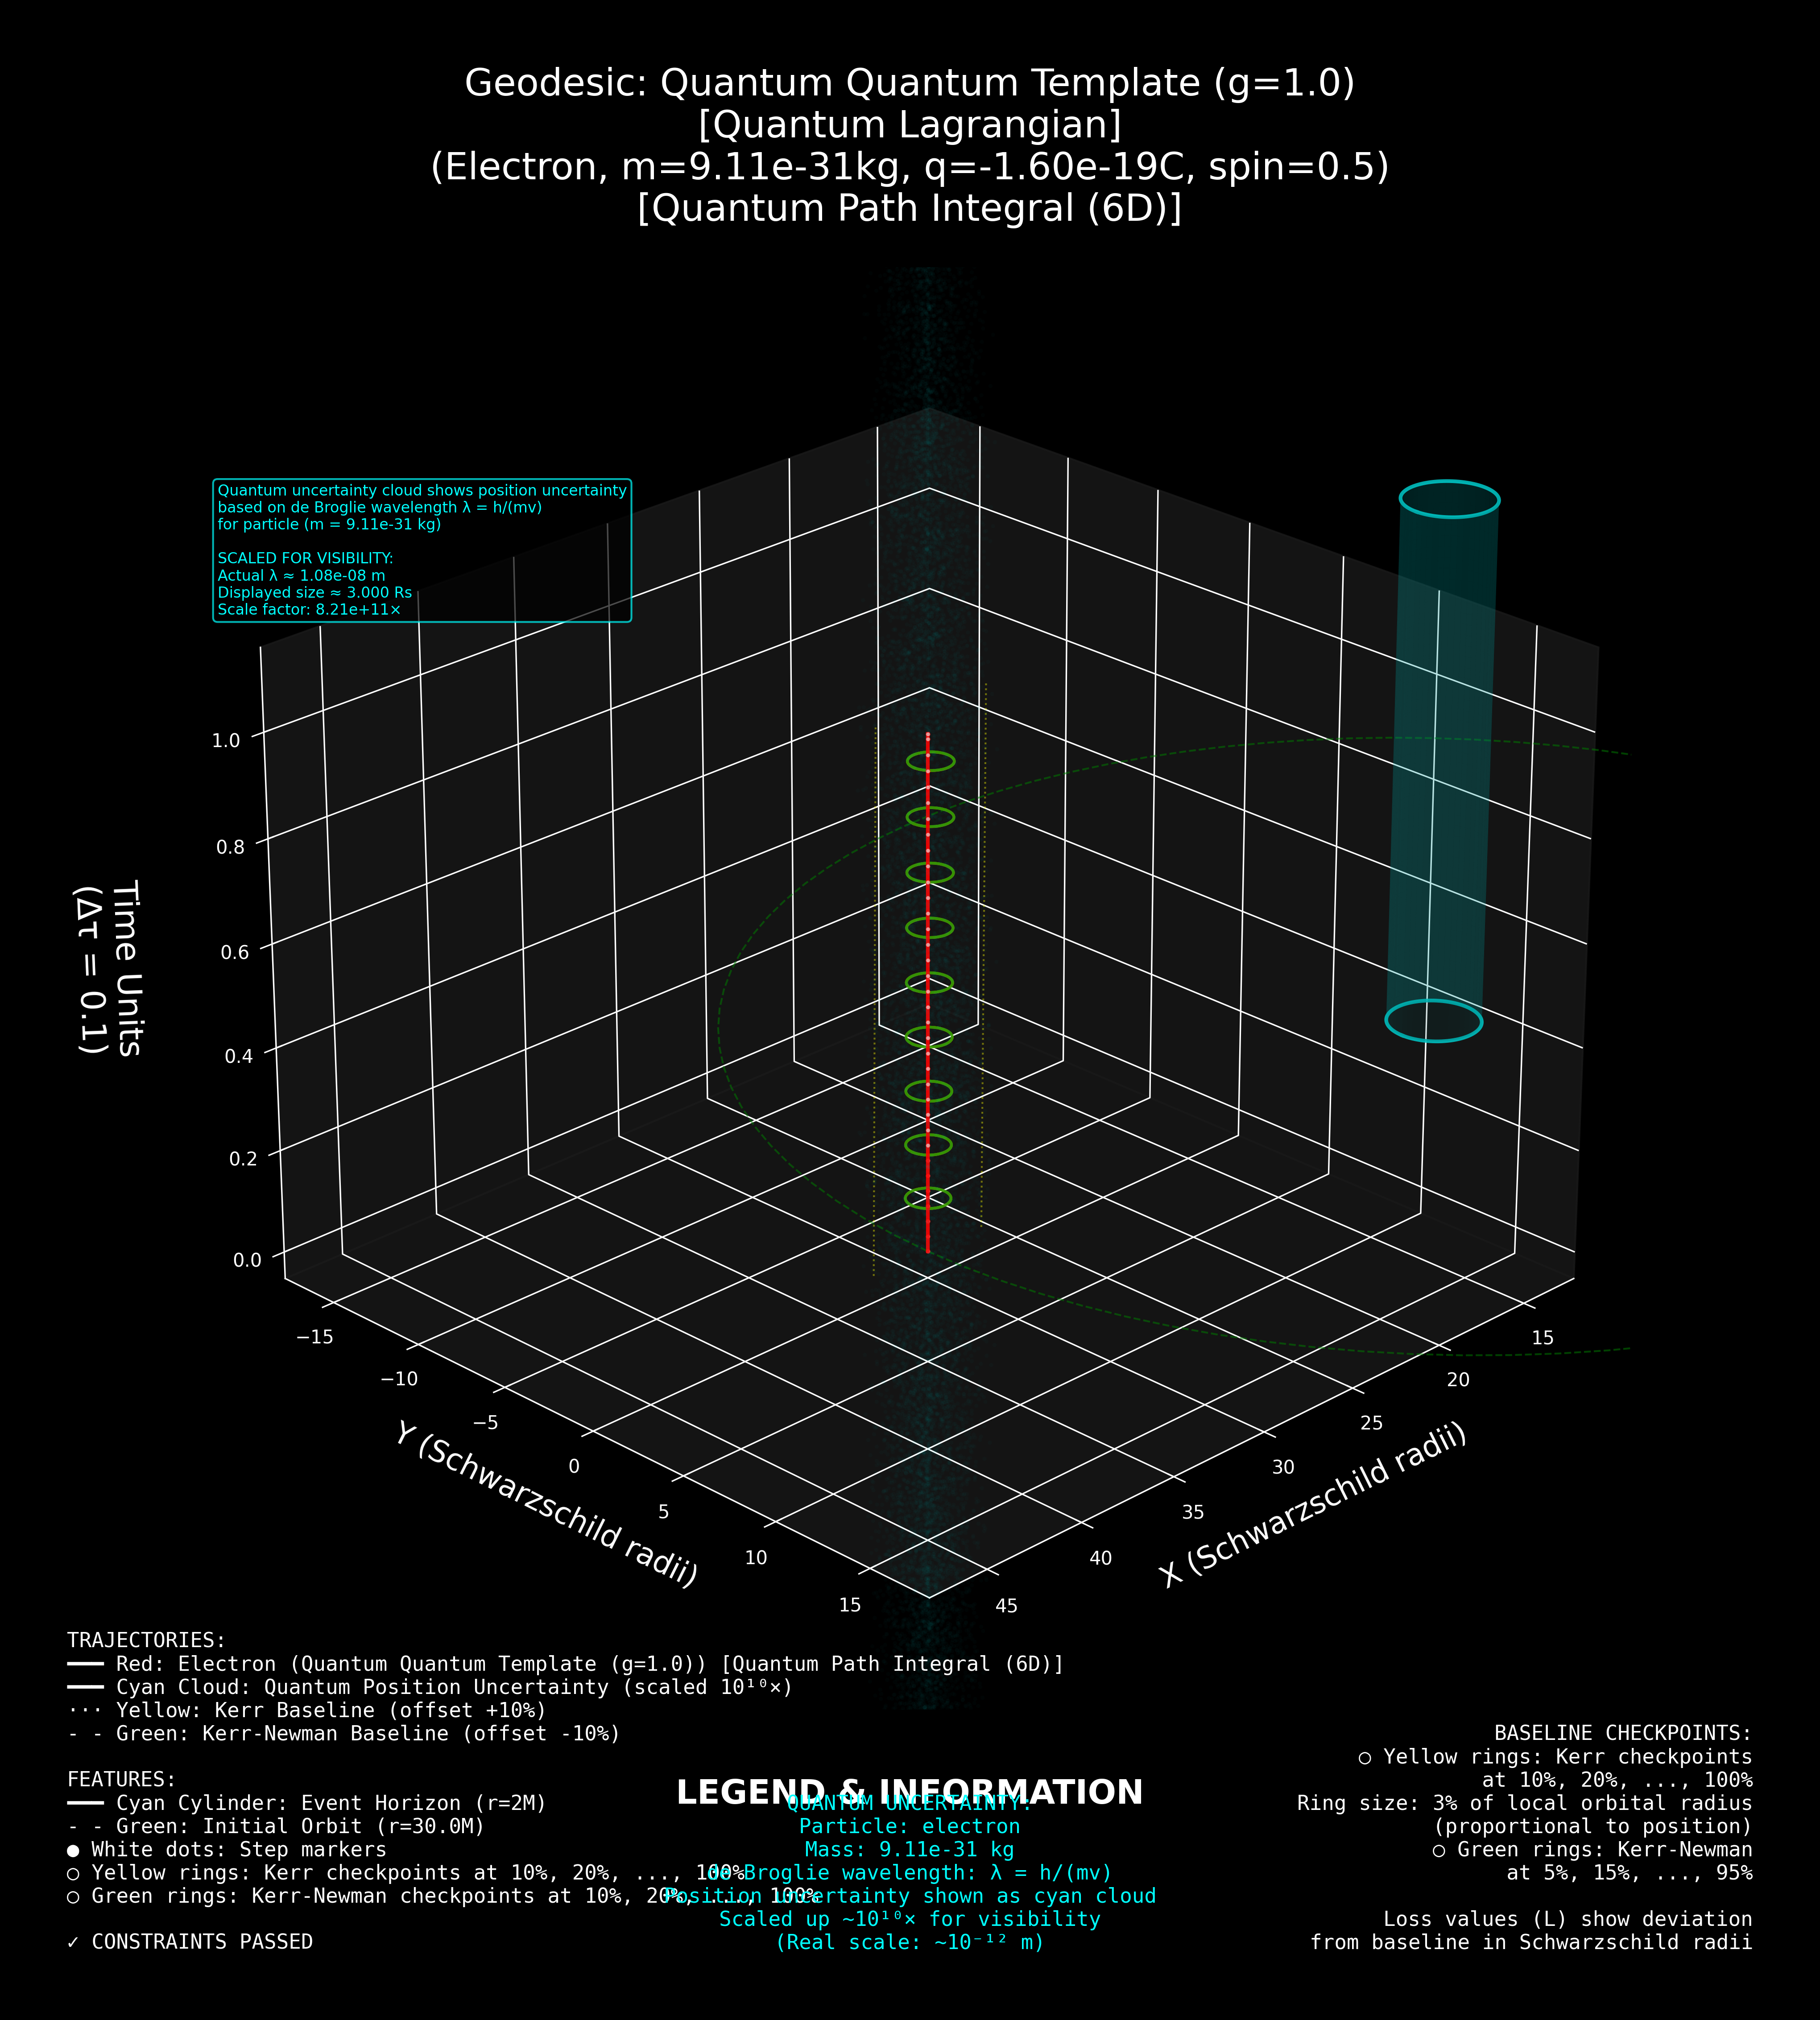 Geodesic: Quantum Quantum Template (g=1.0)
[Quantum Lagrangian]
(Electron, m=9.11e-31kg, q=-1.60e-19C, spin=0.5)
[Quantum Path Integral (6D)]
Quantum uncertainty cloud shows position uncertainty
based on de Broglie wavelength λ = h/(mv)
for particle (m = 9.11e-31 kg)
SCALED FOR VISIBILITY:
Actual λ ≈ 1.08e-08 m
Displayed size ≈ 3.000 Rs
Scale factor: 8.21e+11×
1.0
0.8
0.6
0.4
0.2
0.0
Time Units
(Δτ = 0.1)
−15
−10
−5
0
5
10
15
Y (Schwarzschild radii)
15
20
25
30
35
40
45
X (Schwarzschild radii)
TRAJECTORIES:
Red: Electron (Quantum Quantum Template (g=1.0)) [Quantum Path Integral (6D)]
Cyan Cloud: Quantum Position Uncertainty (scaled 10¹⁰×)
··· Yellow: Kerr Baseline (offset +10%)
- - Green: Kerr-Newman Baseline (offset -10%)
FEATURES:
Cyan Cylinder: Event Horizon (r=2M)
- - Green: Initial Orbit (r=30.0M)
● White dots: Step markers
○ Yellow rings: Kerr checkpoints at 10%, 20%, ..., 100%
○ Green rings: Kerr-Newman checkpoints at 10%, 20%, ..., 100%
✓ CONSTRAINTS PASSED
LEGEND & INFORMATION
QUANTUM UNCERTAINTY:
Particle: electron
Mass: 9.11e-31 kg
de Broglie wavelength: λ = h/(mv)
Position uncertainty shown as cyan cloud
Scaled up ~10¹⁰× for visibility
(Real scale: ~10⁻¹² m)
BASELINE CHECKPOINTS:
○ Yellow rings: Kerr checkpoints
at 10%, 20%, ..., 100%
Ring size: 3% of local orbital radius
(proportional to position)
○ Green rings: Kerr-Newman
at 5%, 15%, ..., 95%
Loss values (L) show deviation
from baseline in Schwarzschild radii